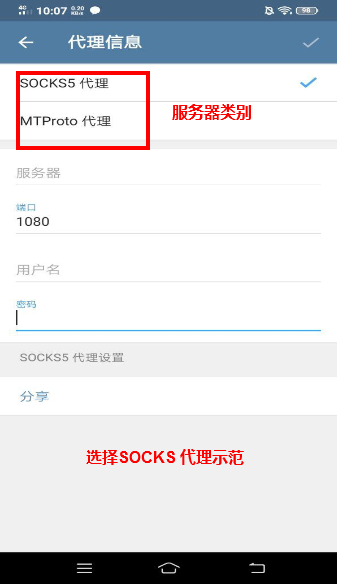 4G 10:07 0.20 KB/s 98
代理信息
SOCKS5 代理
MTProto 代理
服务器类别
服务器
端口
1080
用户名
密码
SOCKS5 代理设置
分享
选择SOCKS 代理示范